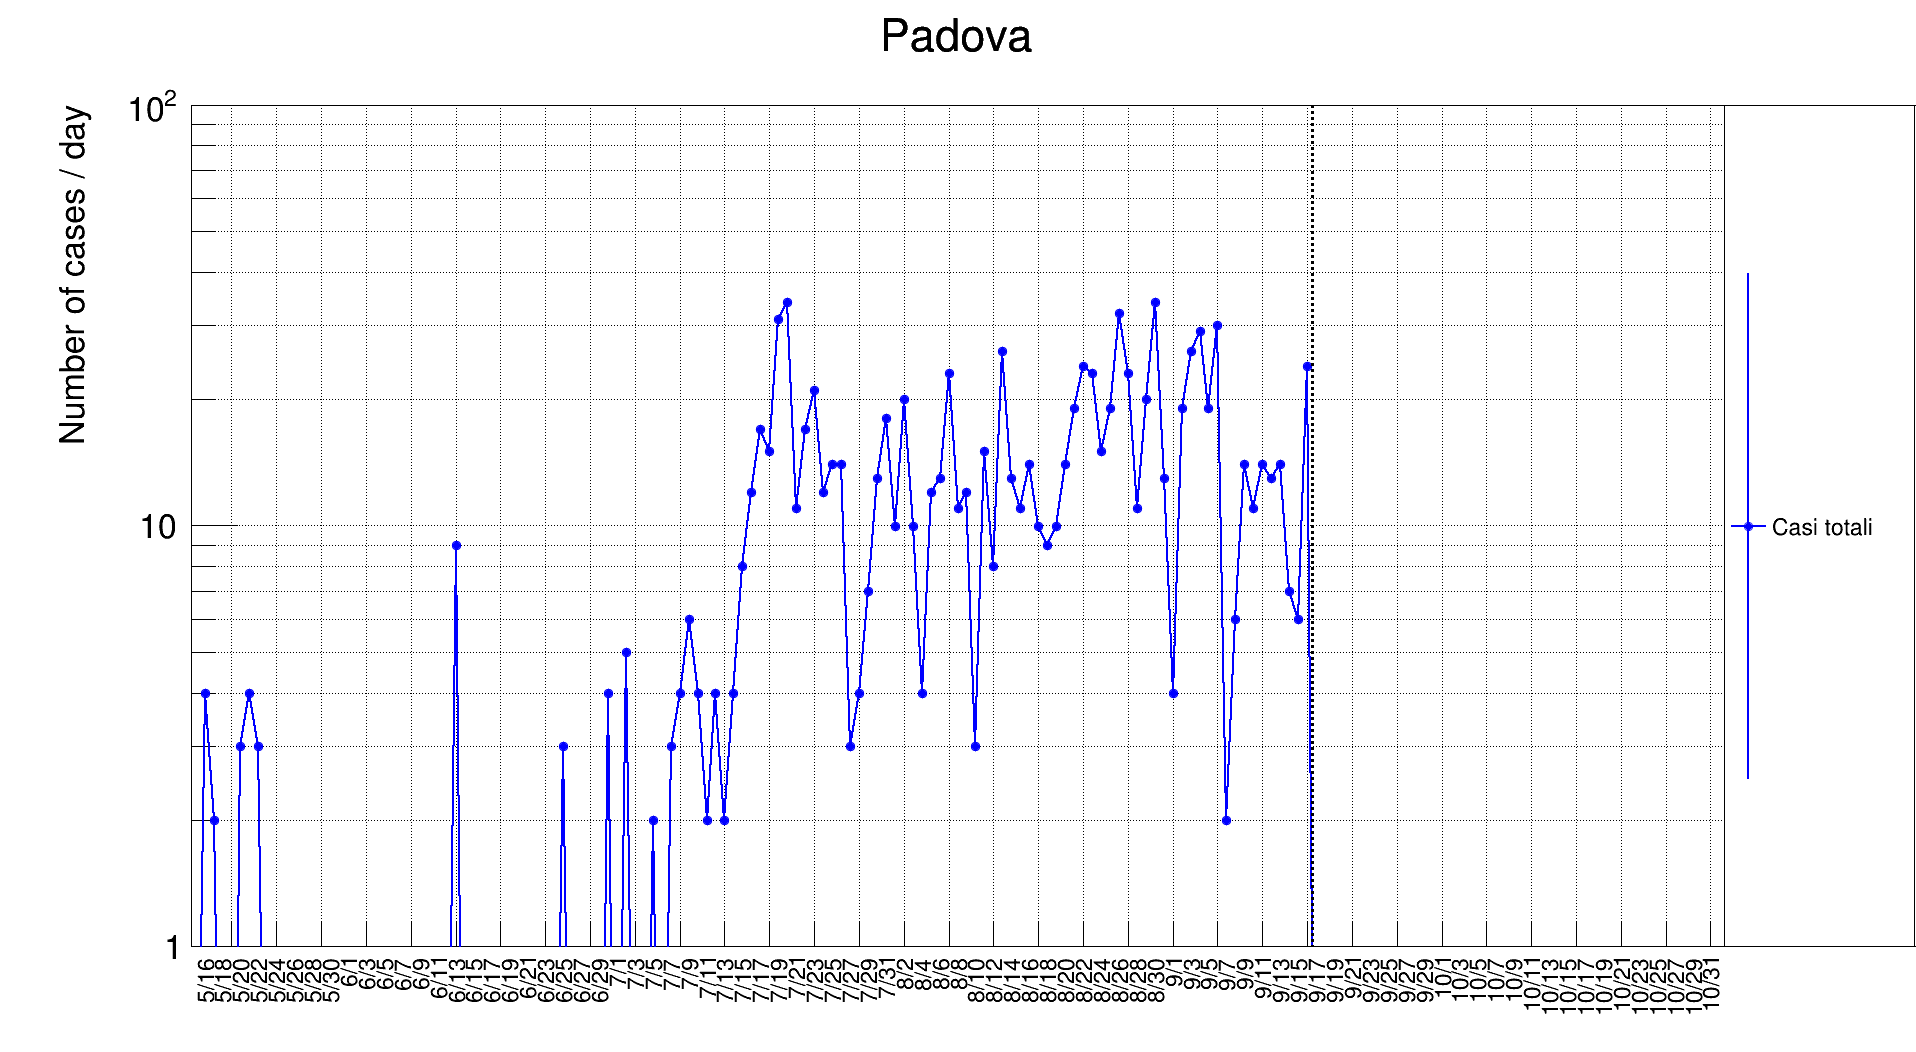 Padova
Number of cases / day
10²
10
1
5/16 5/18 5/20 5/22 5/24 5/26 5/28 5/30 6/1 6/3 6/5 6/7 6/9 6/11 6/13 6/15 6/17 6/19 6/21 6/23 6/25 6/27 6/29 7/1 7/3 7/5 7/7 7/9 7/11 7/13 7/15 7/17 7/19 7/21 7/23 7/25 7/27 7/29 7/31 8/2 8/4 8/6 8/8 8/10 8/12 8/14 8/16 8/18 8/20 8/22 8/24 8/26 8/28 8/30 9/1 9/3 9/5 9/7 9/9 9/11 9/13 9/15 9/17 9/19 9/21 9/23 9/25 9/27 9/29 10/1 10/3 10/5 10/7 10/9 10/11 10/13 10/15 10/17 10/19 10/21 10/23 10/25 10/27 10/29 10/31
Casi totali